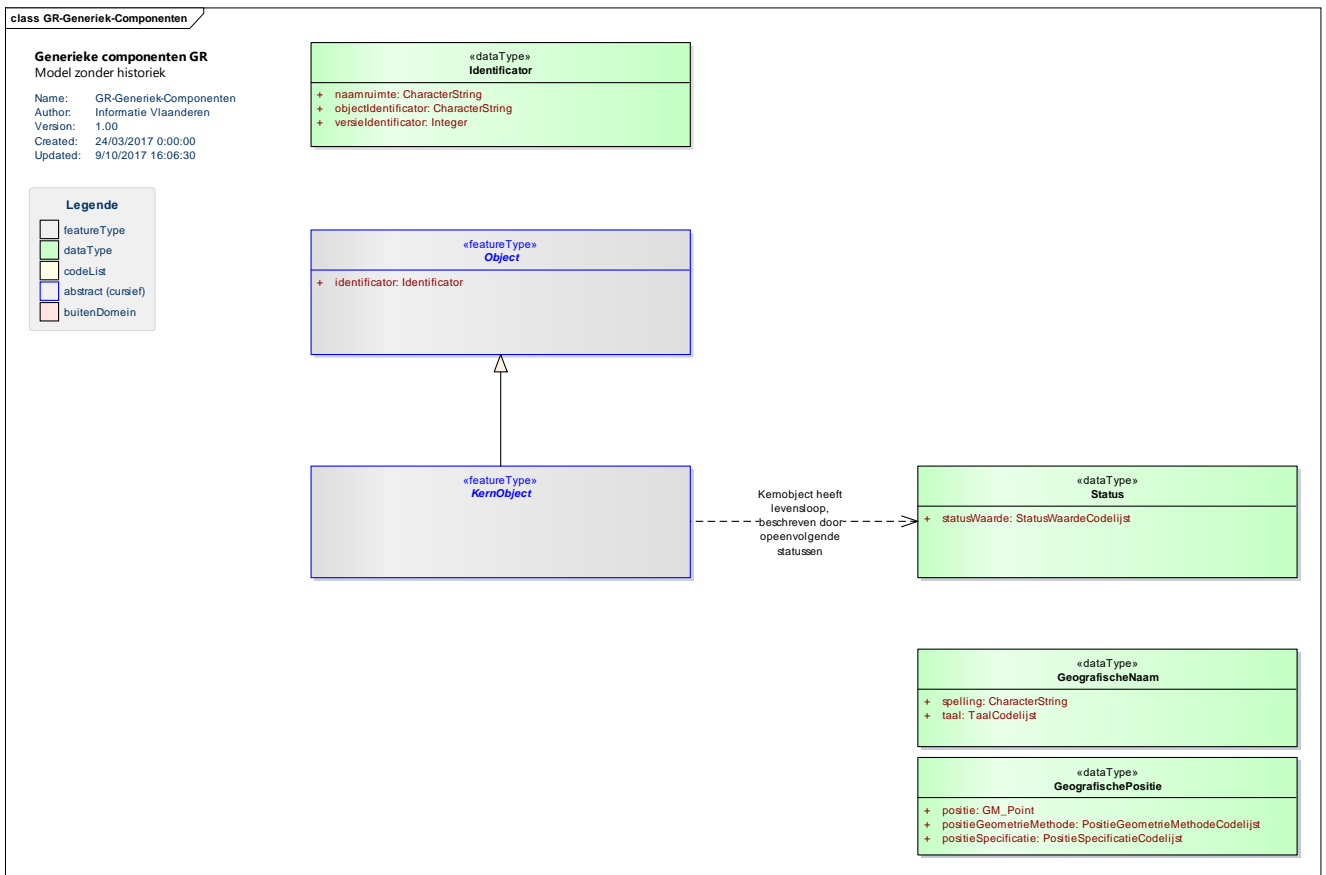 class GR-Generiek-Componenten
Generieke componenten GR
Model zonder historiek
Name: GR-Generiek-Componenten
Author: Informatie Vlaanderen
Version: 1.00
Created: 24/03/2017 0:00:00
Updated: 9/10/2017 16:06:30
Legende
featureType
dataType
codeList
abstract (cursief)
buitenDomein
«dataType»
Identificator
+ naamruimte: CharacterString
+ objectIdentificator: CharacterString
+ versieIdentificator: Integer
«featureType»
Object
+ identificator: Identificator
«featureType»
KernObject
Kernobject heeft
levensloop,
beschreven door
opeenvolgende
statussen
«dataType»
Status
+ statusWaarde: StatusWaardeCodelijst
«dataType»
GeografischeNaam
+ spelling: CharacterString
+ taal: TaalCodelijst
«dataType»
GeografischePositie
+ positie: GM_Point
+ positieGeometrieMethode: PositieGeometrieMethodeCodelijst
+ positieSpecificatie: PositieSpecificatieCodelijst